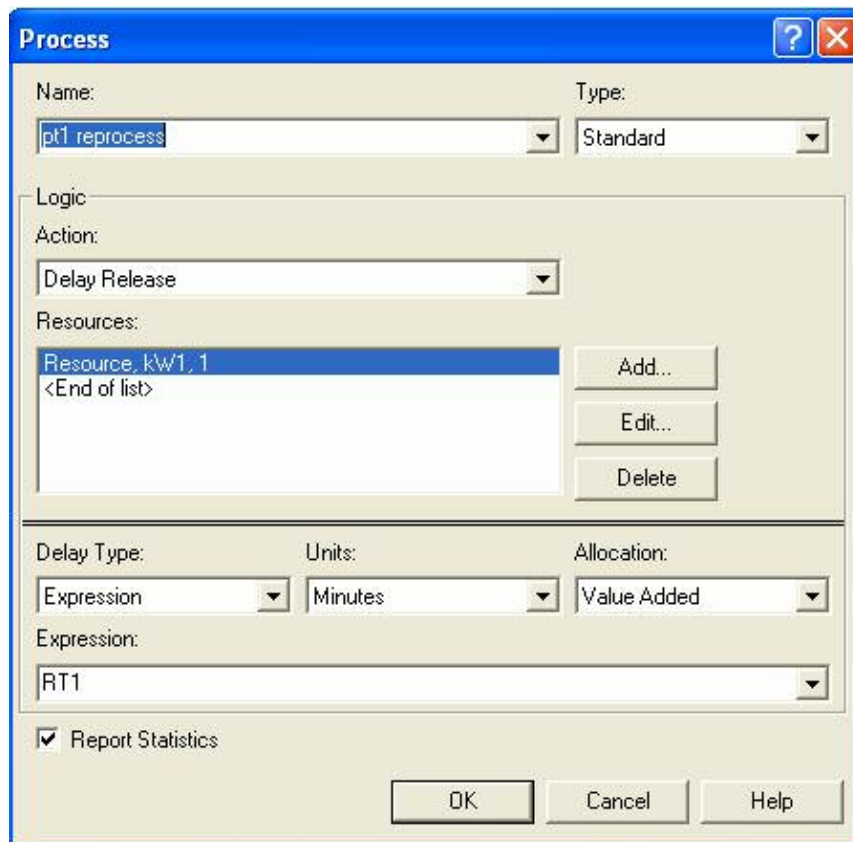 Process
Name: Type:
pt1 reprocess Standard
Logic
Action:
Delay Release
Resources:
Resource, kW1, 1
<End of list>
Add...
Edit...
Delete
Delay Type: Units: Allocation:
Expression Minutes Value Added
Expression:
RT1
Report Statistics
OK Cancel Help